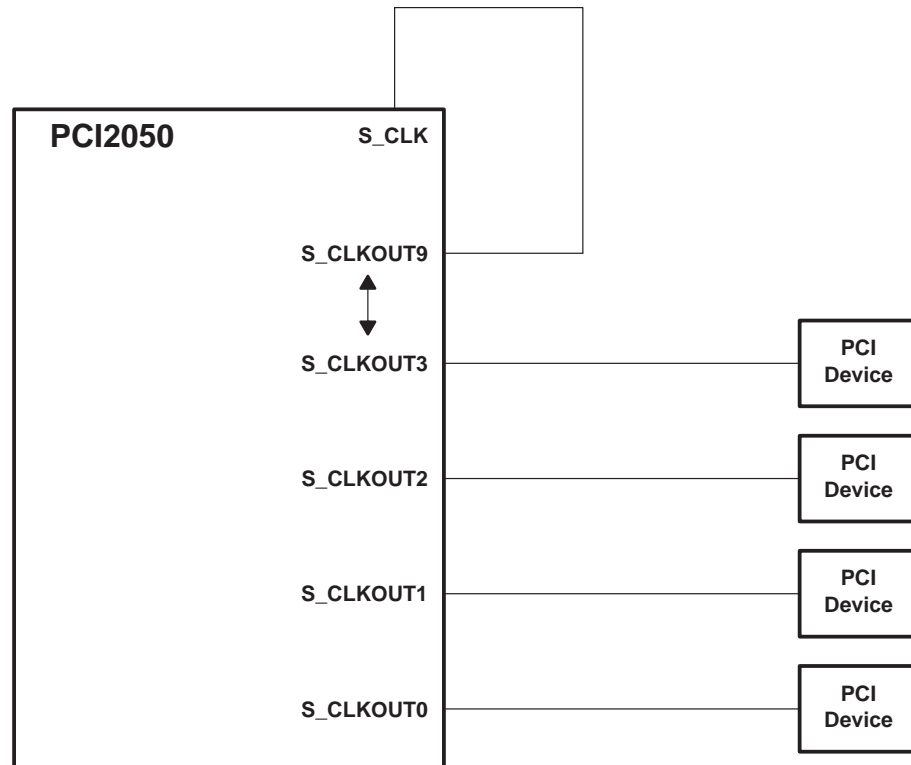 PCI2050
S_CLK
S_CLKOUT9
S_CLKOUT3
PCI
Device
S_CLKOUT2
PCI
Device
S_CLKOUT1
PCI
Device
S_CLKOUT0
PCI
Device